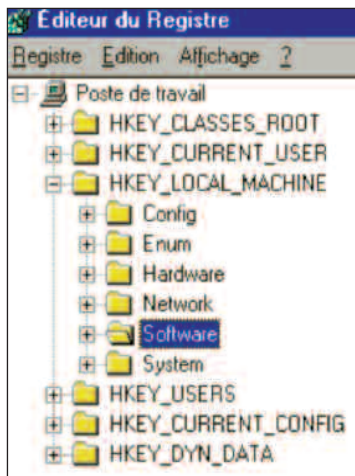 Éditeur du Registre
Registre Edition Affichage ?
Poste de travail
HKEY_CLASSES_ROOT
HKEY_CURRENT_USER
HKEY_LOCAL_MACHINE
Config
Enum
Hardware
Network
Software
System
HKEY_USERS
HKEY_CURRENT_CONFIG
HKEY_DYN_DATA